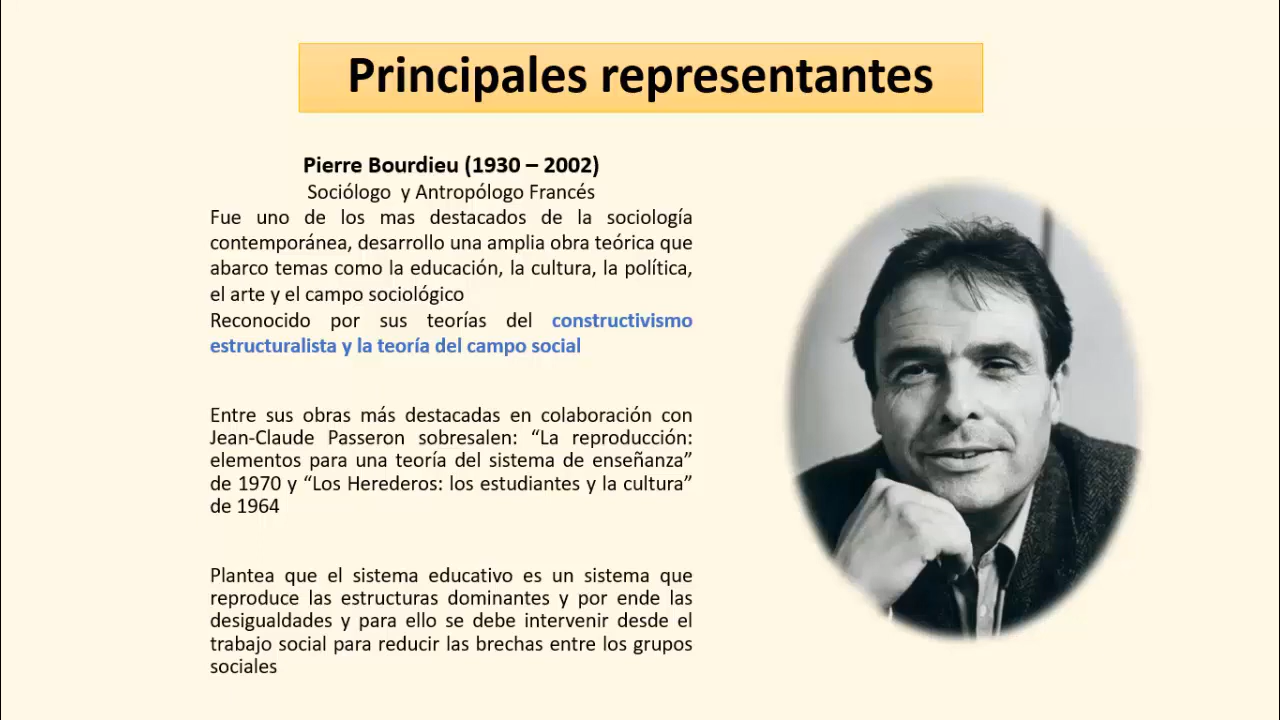 Principales representantes
Pierre Bourdieu (1930 – 2002)
Sociólogo y Antropólogo Francés
Fue uno de los mas destacados de la sociología
contemporánea, desarrollo una amplia obra teórica que
abarco temas como la educación, la cultura, la política,
el arte y el campo sociológico
Reconocido por sus teorías del constructivismo
estructuralista y la teoría del campo social
Entre sus obras más destacadas en colaboración con
Jean-Claude Passeron sobresalen: “La reproducción:
elementos para una teoría del sistema de enseñanza”
de 1970 y “Los Herederos: los estudiantes y la cultura”
de 1964
Plantea que el sistema educativo es un sistema que
reproduce las estructuras dominantes y por ende las
desigualdades y para ello se debe intervenir desde el
trabajo social para reducir las brechas entre los grupos
sociales